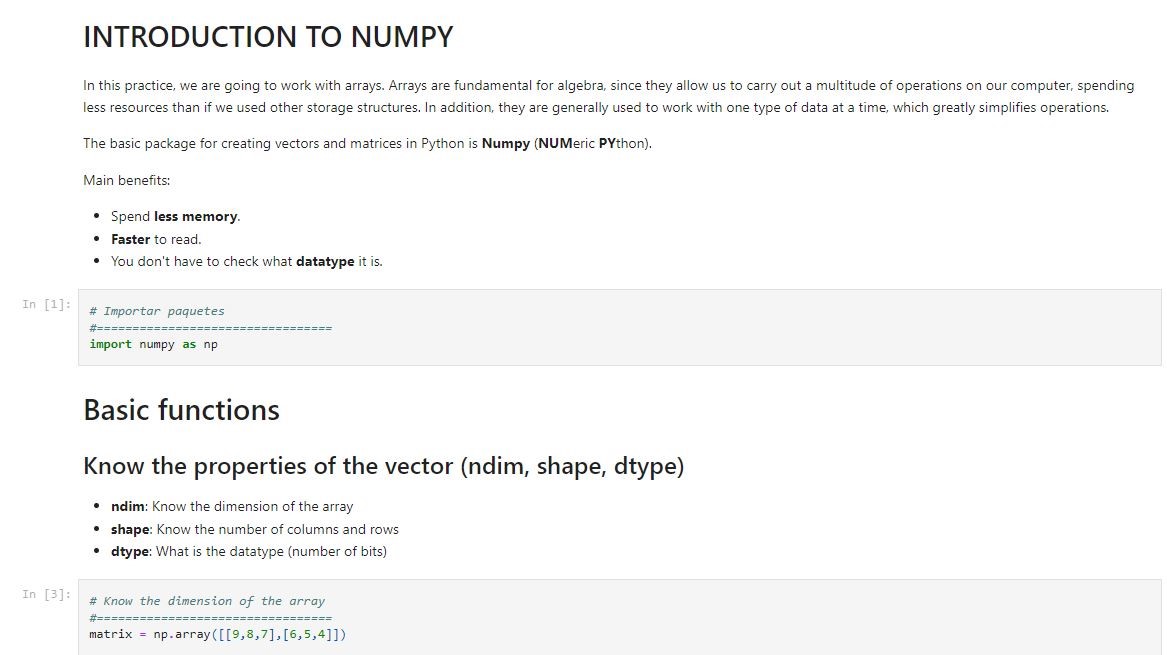 INTRODUCTION TO NUMPY
In this practice, we are going to work with arrays. Arrays are fundamental for algebra, since they allow us to carry out a multitude of operations on our computer, spending
less resources than if we used other storage structures. In addition, they are generally used to work with one type of data at a time, which greatly simplifies operations.
The basic package for creating vectors and matrices in Python is Numpy (NUMeric PYthon).
Main benefits:
• Spend less memory.
• Faster to read.
• You don't have to check what datatype it is.
In [1]:
# Importar paquetes
#=================================
import numpy as np
Basic functions
Know the properties of the vector (ndim, shape, dtype)
• ndim: Know the dimension of the array
• shape: Know the number of columns and rows
• dtype: What is the datatype (number of bits)
In [3]:
# Know the dimension of the array
#=================================
matrix = np.array([[9,8,7],[6,5,4]])